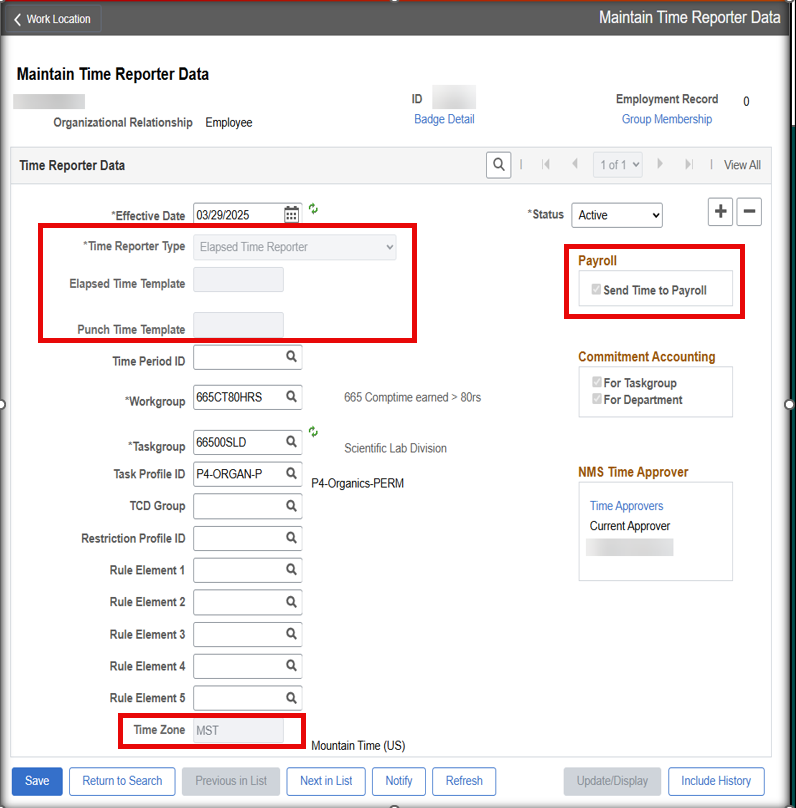 Work Location
Maintain Time Reporter Data
Maintain Time Reporter Data
ID
Employment Record 0
Organizational Relationship Employee
Badge Detail
Group Membership
Time Reporter Data
1 of 1
View All
*Effective Date 03/29/2025
*Status Active
*Time Reporter Type Elapsed Time Reporter
Elapsed Time Template
Punch Time Template
Payroll
Send Time to Payroll
Time Period ID
*Workgroup 665CT80HRS 665 Comptime earned > 80rs
Commitment Accounting
For Taskgroup
For Department
*Taskgroup 66500SLD Scientific Lab Division
Task Profile ID P4-ORGAN-P P4-Organics-PERM
NMS Time Approver
Time Approvers
Current Approver
TCD Group
Restriction Profile ID
Rule Element 1
Rule Element 2
Rule Element 3
Rule Element 4
Rule Element 5
Time Zone MST Mountain Time (US)
Save Return to Search Previous in List Next in List Notify Refresh Update/Display Include History